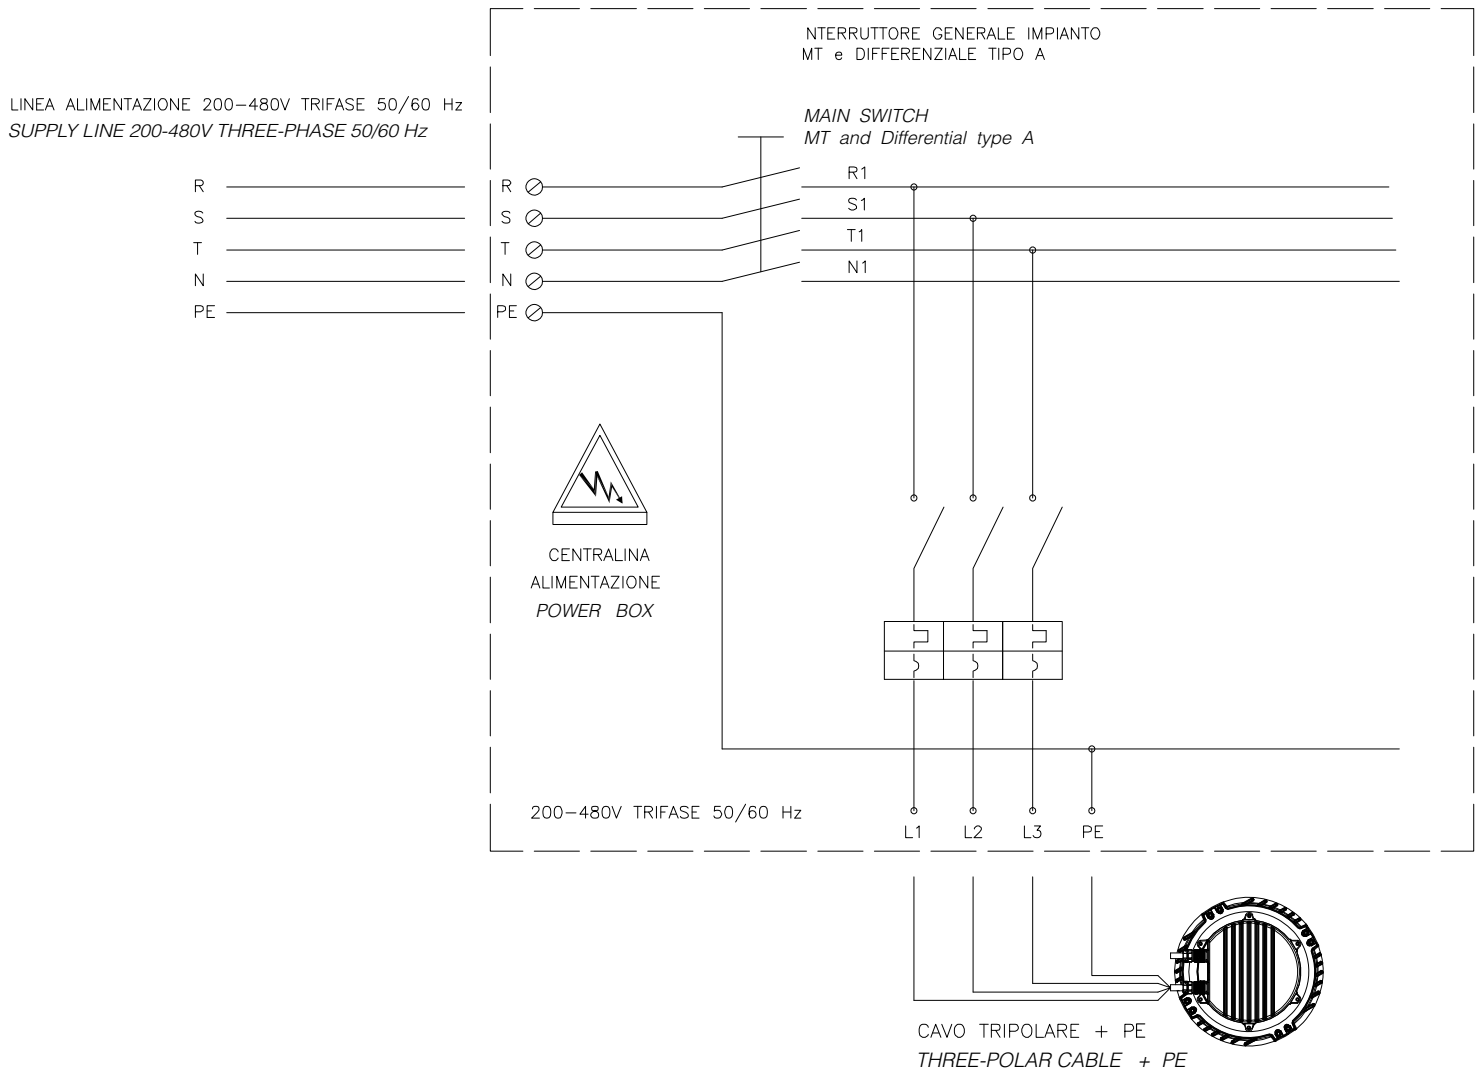 NTERRUTTORE GENERALE IMPIANTO
MT e DIFFERENZIALE TIPO A
LINEA ALIMENTAZIONE 200-480V TRIFASE 50/60 Hz
SUPPLY LINE 200-480V THREE-PHASE 50/60 Hz
MAIN SWITCH
MT and Differential type A
R R R1
S S S1
T T T1
N N N1
PE PE
CENTRALINA
ALIMENTAZIONE
POWER BOX
200-480V TRIFASE 50/60 Hz
L1 L2 L3 PE
CAVO TRIPOLARE + PE
THREE-POLAR CABLE + PE